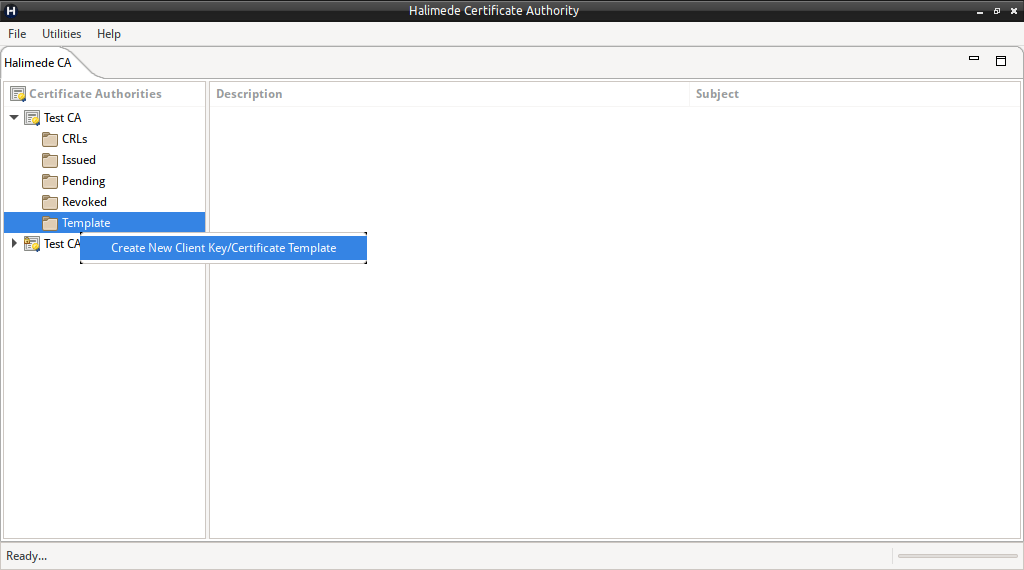 H Halimede Certificate Authority
File Utilities Help
Halimede CA
Certificate Authorities Description Subject
Test CA
CRLs
Issued
Pending
Revoked
Template
Test CA
Create New Client Key/Certificate Template
Ready...